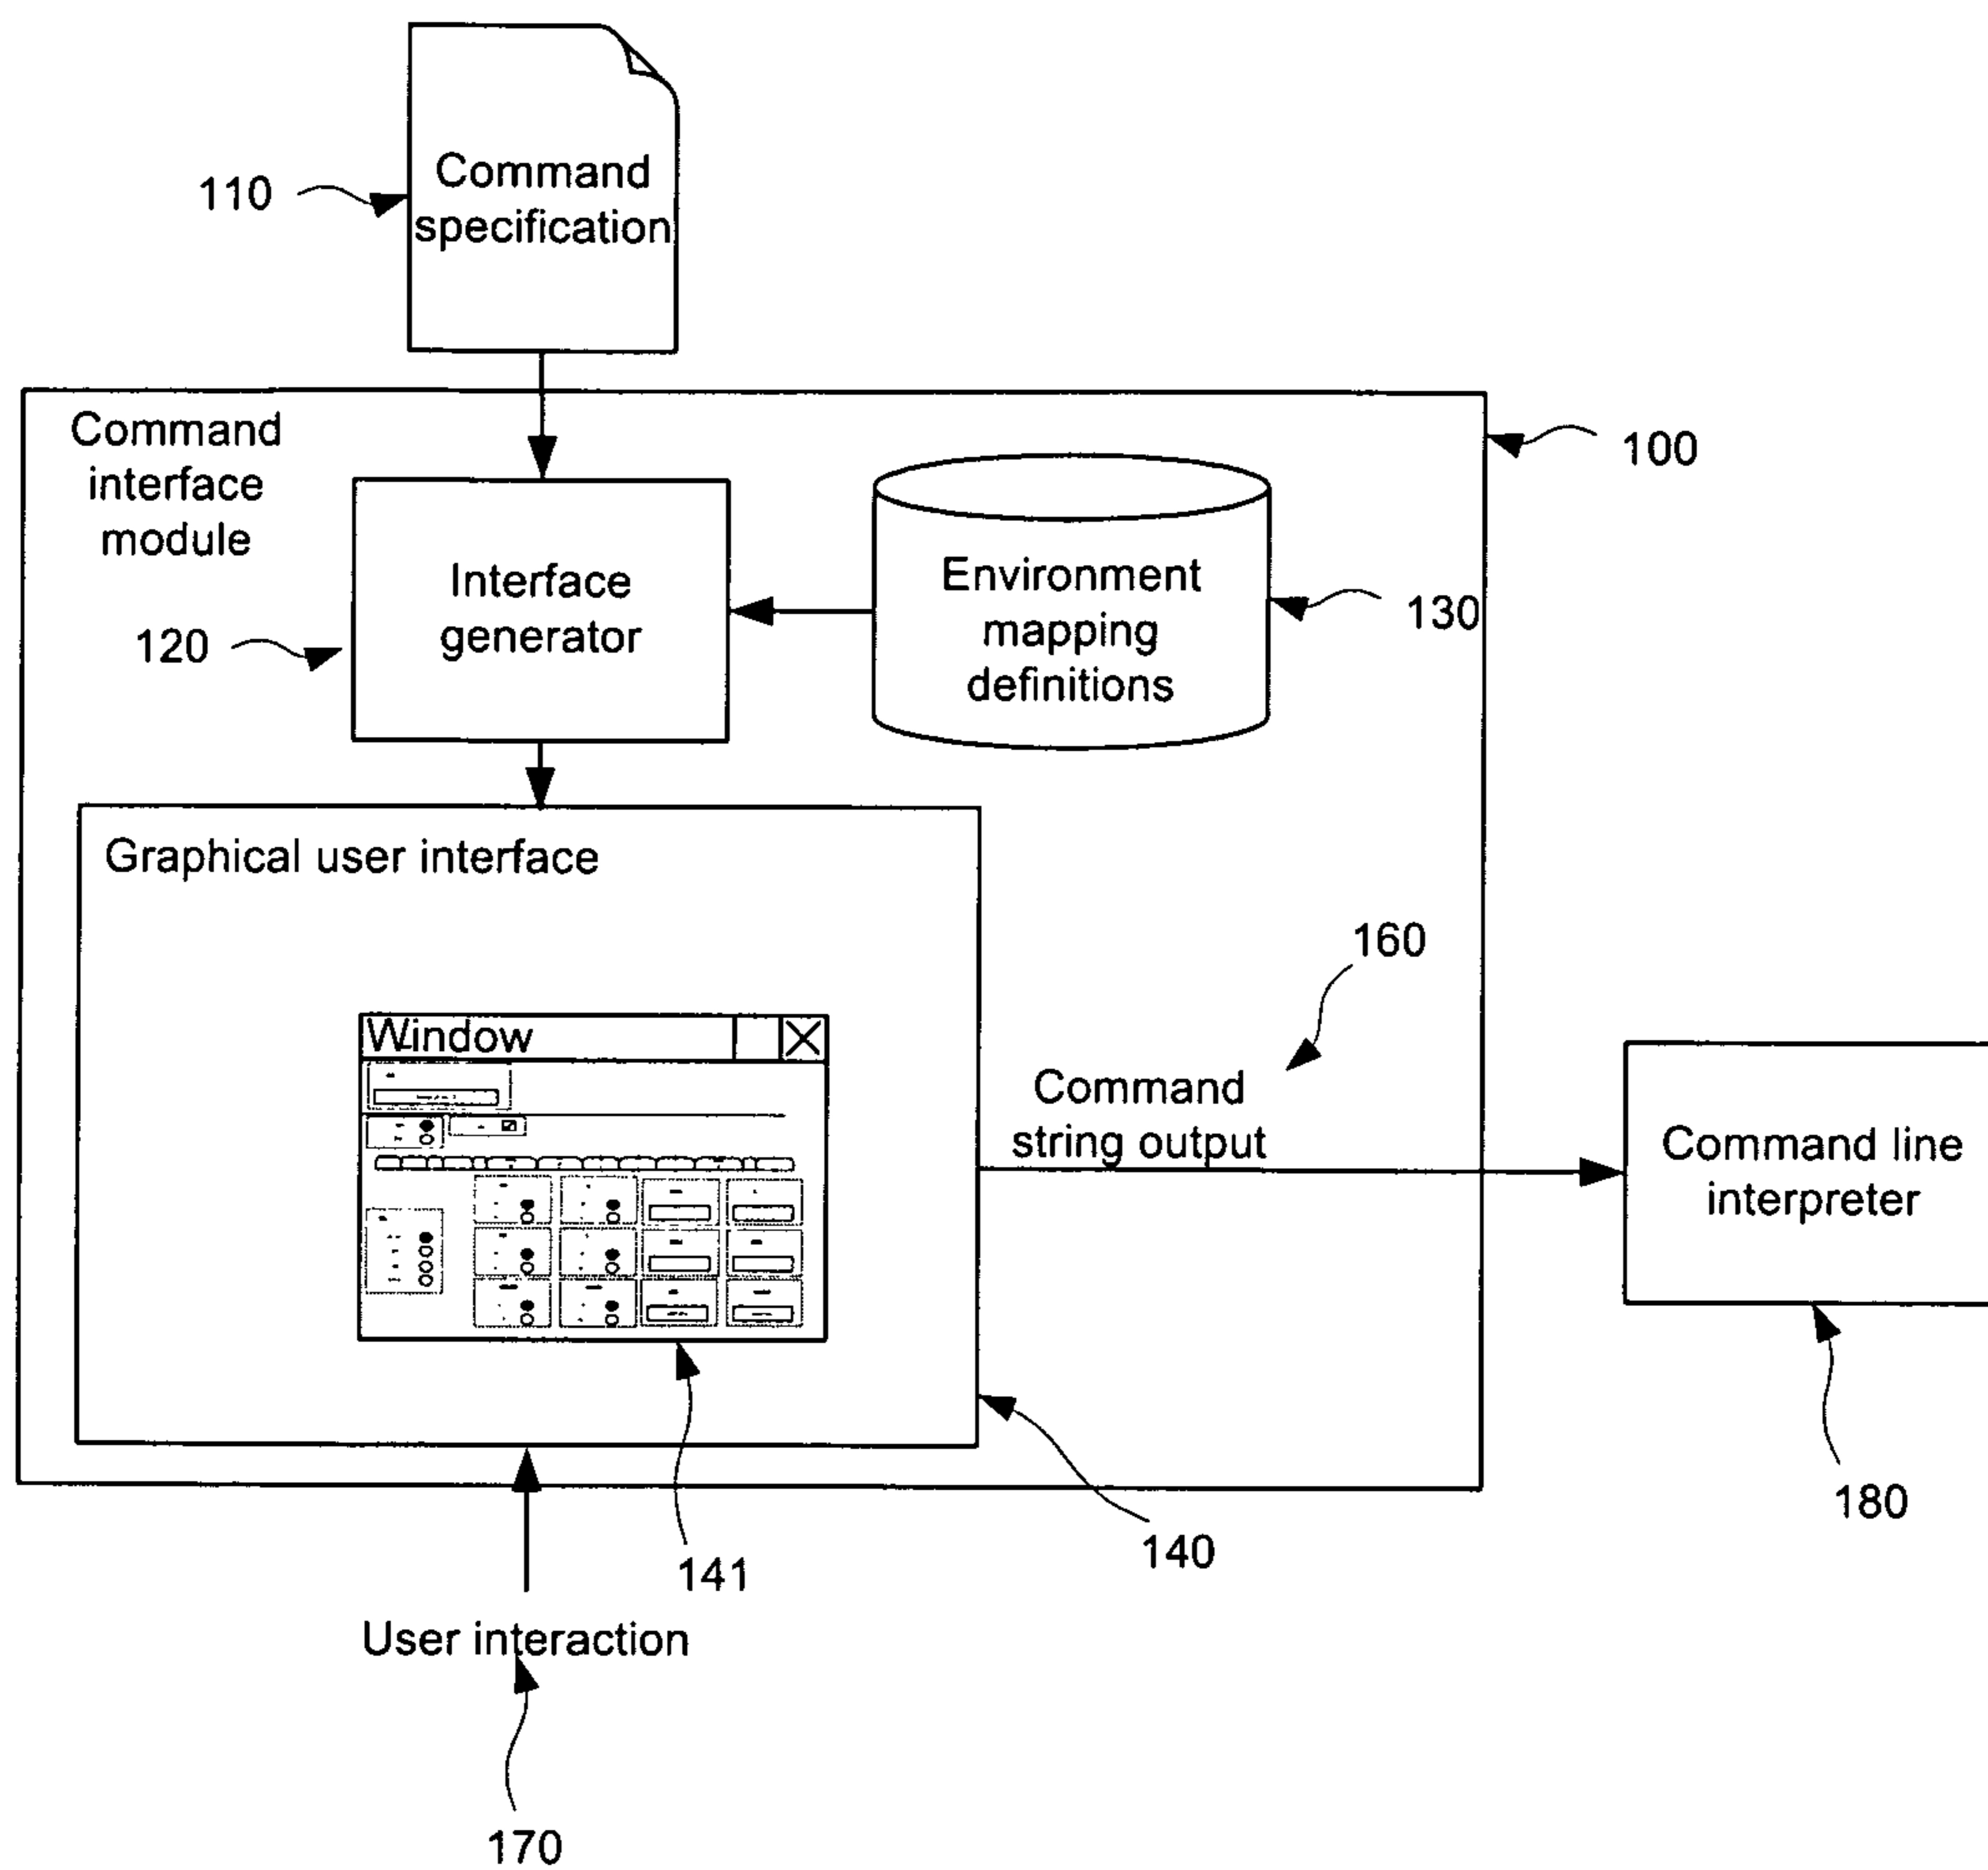 Command
specification
110
Command
interface
module
100
Interface
generator
Environment
mapping
definitions
130
120
Graphical user interface
160
Window
Command
string output
Command line
interpreter
180
140
141
User interaction
170